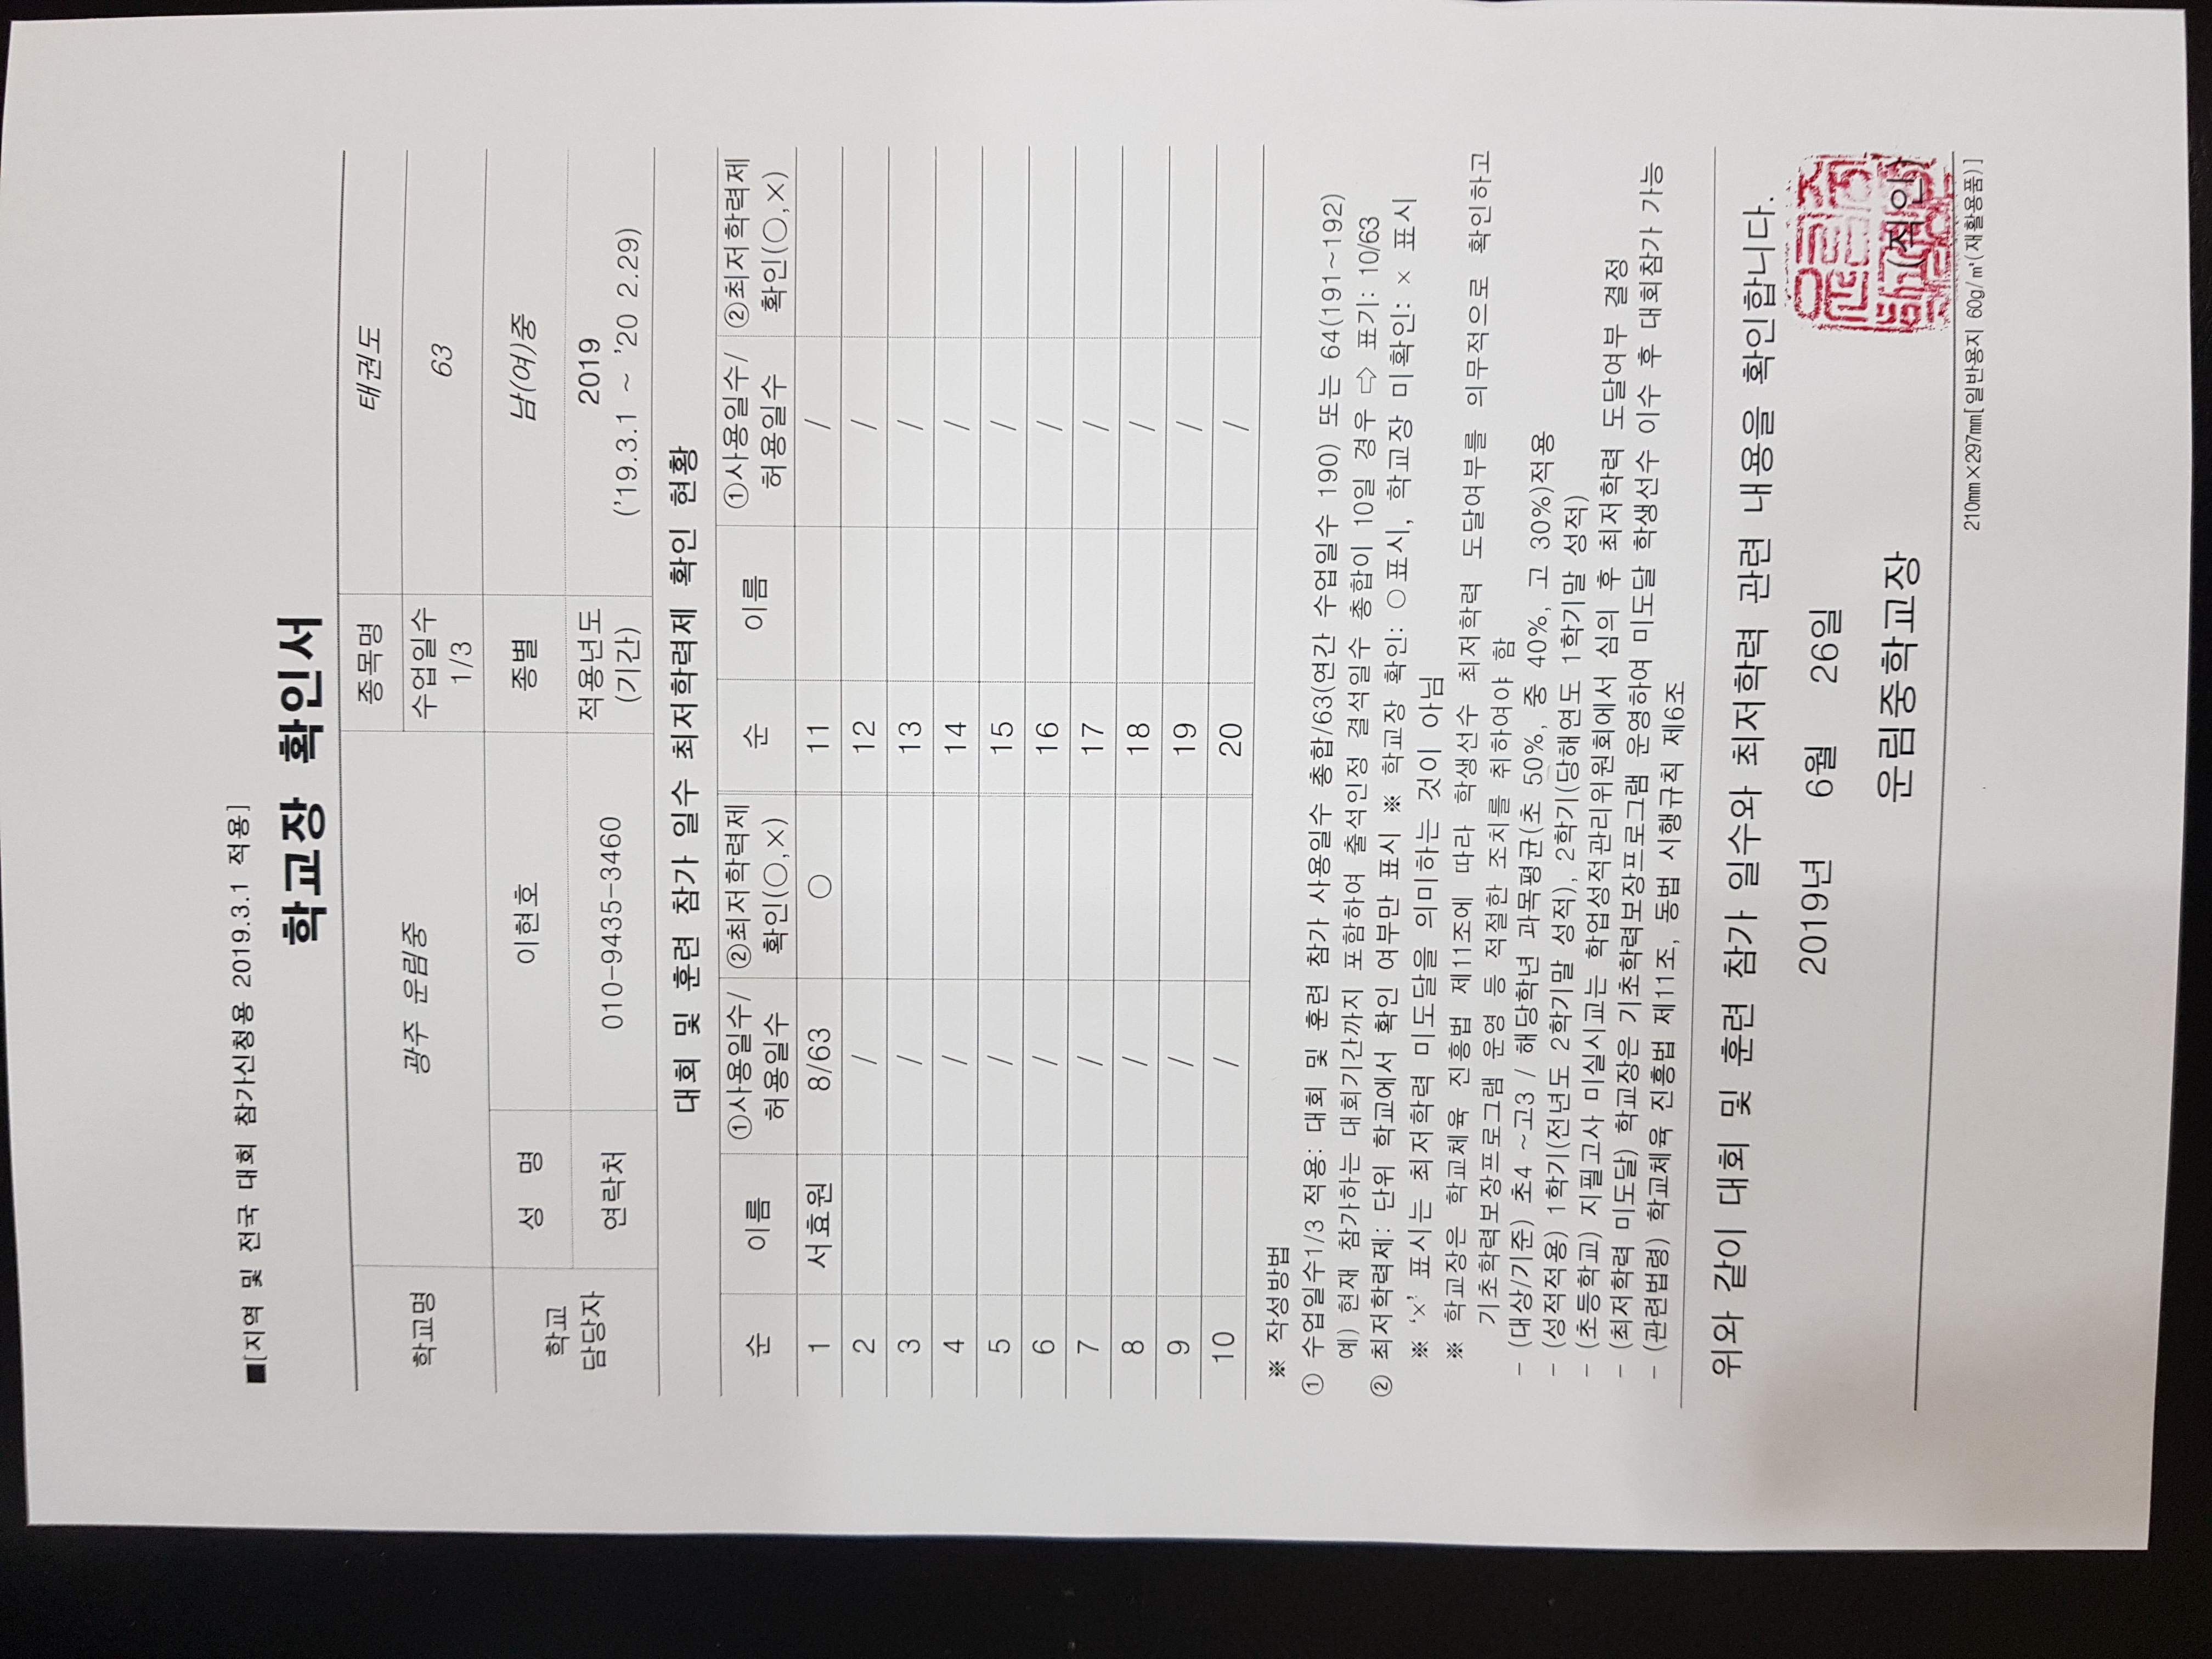 ■[지역 및 전국 대회 참가신청용 2019.3.1 적용]
학교장 확인서
학교명 광주 운림중 종목명 태권도
수업일수 1/3 63
학교 담당자 성 명 이현호 종별 남(여)중
연락처 010-9435-3460 적용년도 (기간) 2019 ('19.3.1 ~ '20 2.29)
대회 및 훈련 참가 일수 최저학력제 확인 현황
순 이름 ①사용일수/허용일수 ②최저학력제 확인(○,×) 순 이름 ①사용일수/허용일수 ②최저학력제 확인(○,×)
1 서효원 8/63 ○ 11 /
2 / 12 /
3 / 13 /
4 / 14 /
5 / 15 /
6 / 16 /
7 / 17 /
8 / 18 /
9 / 19 /
10 / 20 /
※ 작성방법
① 수업일수1/3 적용: 대회 및 훈련 참가 사용일수 총합/63(연간 수업일수 190) 또는 64(191~192)
예) 현재 참가하는 대회기간까지 포함하여 출석인정 결석일수 총합이 10일 경우 ⇨ 표기: 10/63
② 최저학력제: 단위 학교에서 확인 여부만 표시 ※ 학교장 확인: ○표시, 학교장 미확인: × 표시
※ '×' 표시는 최저학력 미도달을 의미하는 것이 아님
※ 학교장은 학교체육 진흥법 제11조에 따라 학생선수 최저학력 도달여부를 의무적으로 확인하고
기초학력보장프로그램 운영 등 적절한 조치를 취하여야 함
- (대상/기준) 초4 ~고3 / 해당학년 과목평균(초 50%, 중 40%, 고 30%)적용
- (성적적용) 1학기(전년도 2학기말 성적), 2학기(당해연도 1학기말 성적)
- (초등학교) 지필고사 미실시교는 학업성적관리위원회에서 심의 후 최저학력 도달여부 결정
- (최저학력 미도달) 학교장은 기초학력보장프로그램 운영하여 미도달 학생선수 이수 후 대회참가 가능
- (관련법령) 학교체육 진흥법 제11조, 동법 시행규칙 제6조
위와 같이 대회 및 훈련 참가 일수와 최저학력 관련 내용을 확인합니다.
2019년 6월 26일
운림중학교장 (직인)
210mm×297mm[일반용지 60g/㎡(재활용품)]